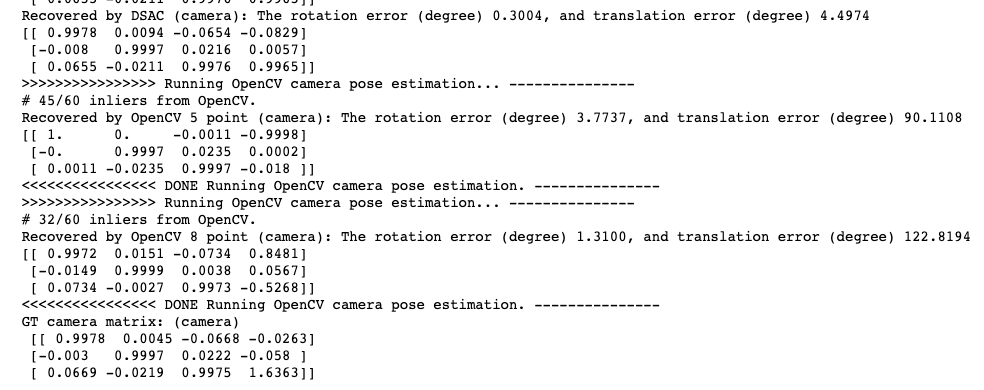 Recovered by DSAC (camera): The rotation error (degree) 0.3004, and translation error (degree) 4.4974
[[ 0.9978  0.0094 -0.0654 -0.0829]
 [-0.008   0.9997  0.0216  0.0057]
 [ 0.0655 -0.0211  0.9976  0.9965]]
>>>>>>>>>>>>>>>> Running OpenCV camera pose estimation... ---------------
# 45/60 inliers from OpenCV.
Recovered by OpenCV 5 point (camera): The rotation error (degree) 3.7737, and translation error (degree) 90.1108
[[ 1.      0.     -0.0011 -0.9998]
 [-0.      0.9997  0.0235  0.0002]
 [ 0.0011 -0.0235  0.9997 -0.018 ]]
<<<<<<<<<<<<<<<< DONE Running OpenCV camera pose estimation. ---------------
>>>>>>>>>>>>>>>> Running OpenCV camera pose estimation... ---------------
# 32/60 inliers from OpenCV.
Recovered by OpenCV 8 point (camera): The rotation error (degree) 1.3100, and translation error (degree) 122.8194
[[ 0.9972  0.0151 -0.0734  0.8481]
 [-0.0149  0.9999  0.0038  0.0567]
 [ 0.0734 -0.0027  0.9973 -0.5268]]
<<<<<<<<<<<<<<<< DONE Running OpenCV camera pose estimation. ---------------
GT camera matrix: (camera)
 [[ 0.9978  0.0045 -0.0668 -0.0263]
 [-0.003   0.9997  0.0222 -0.058 ]
 [ 0.0669 -0.0219  0.9975  1.6363]]